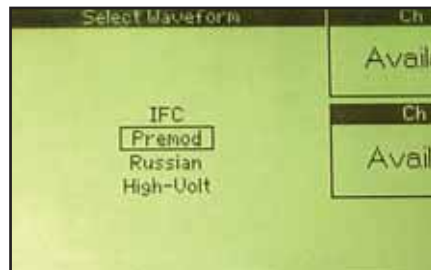 Select Waveform
Ch
Avail
IFC
Premod
Russian
High-Volt
Ch
Avail